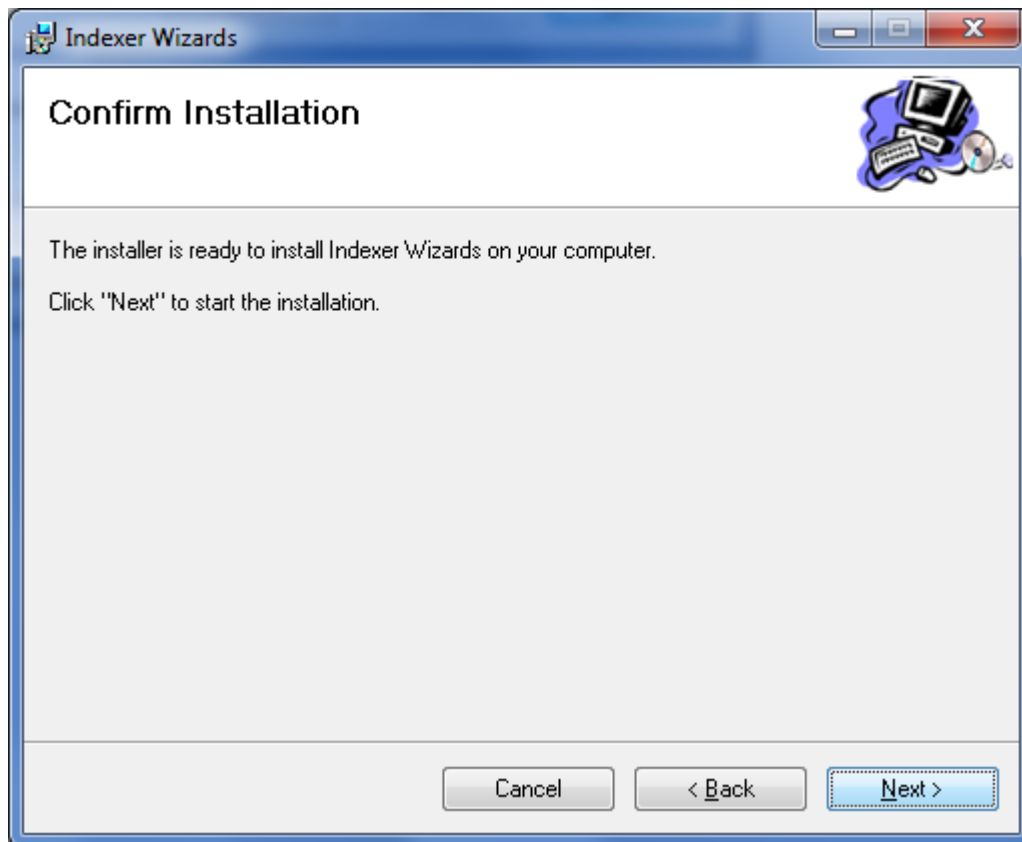 Indexer Wizards
Confirm Installation
The installer is ready to install Indexer Wizards on your computer.
Click "Next" to start the installation.
Cancel
< Back
Next >